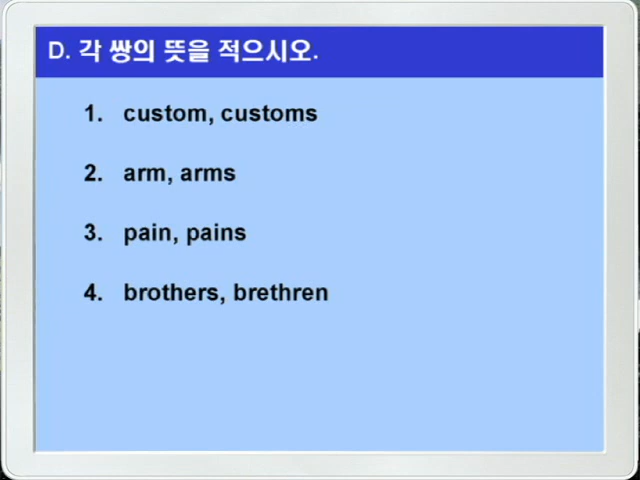 D. 각 쌍의 뜻을 적으시오.
1. custom, customs
2. arm, arms
3. pain, pains
4. brothers, brethren